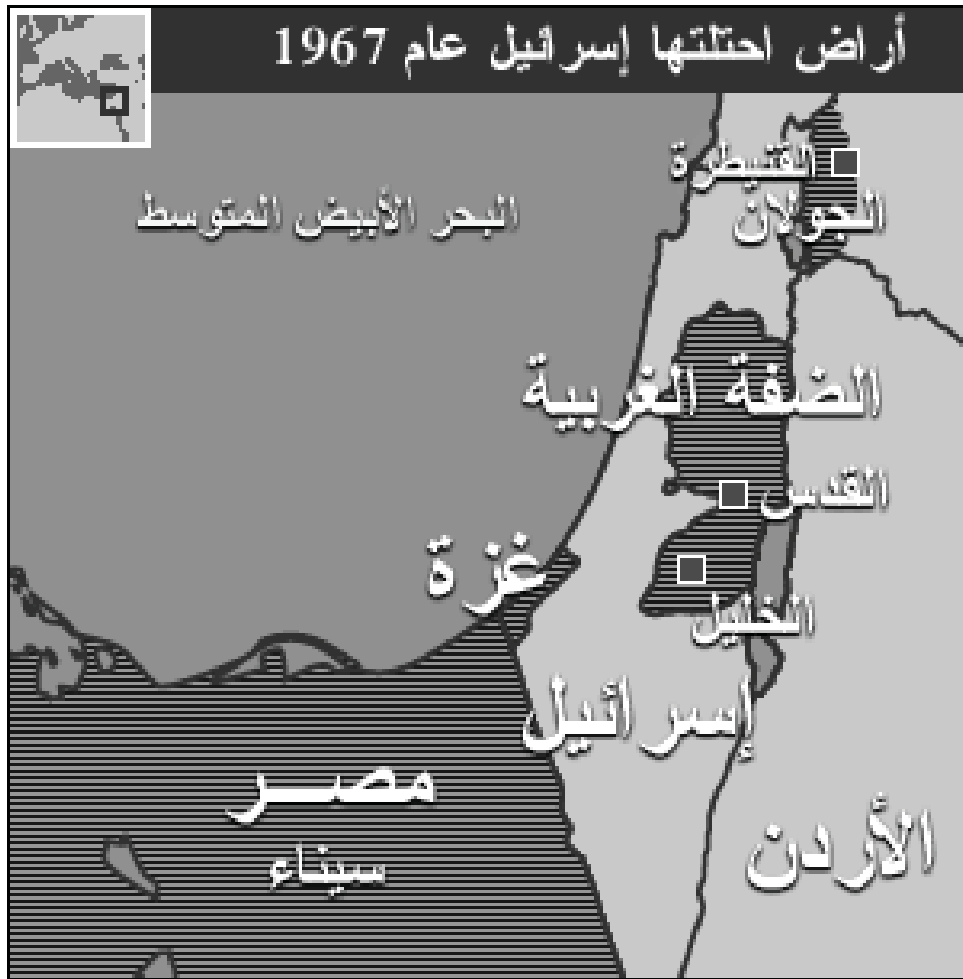 أراض احتلتها إسرائيل عام 1967
القنيطرة
الجولان
البحر الأبيض المتوسط
الضفة الغربية
القدس
غزة
الخليل
إسرائيل
مصر
سيناء
الأردن